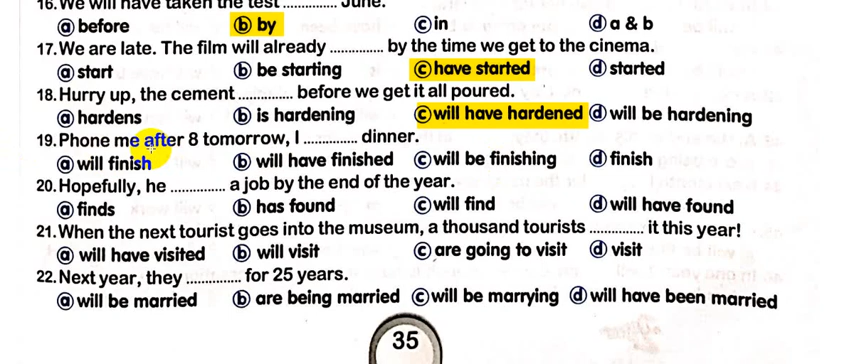 16. We will have taken the test .............. June.
ⓐ before ⓑ by ⓒ in ⓓ a & b
17. We are late. The film will already .............. by the time we get to the cinema.
ⓐ start ⓑ be starting ⓒ have started ⓓ started
18. Hurry up, the cement .............. before we get it all poured.
ⓐ hardens ⓑ is hardening ⓒ will have hardened ⓓ will be hardening
19. Phone me after 8 tomorrow, I .............. dinner.
ⓐ will finish ⓑ will have finished ⓒ will be finishing ⓓ finish
20. Hopefully, he .............. a job by the end of the year.
ⓐ finds ⓑ has found ⓒ will find ⓓ will have found
21. When the next tourist goes into the museum, a thousand tourists .............. it this year!
ⓐ will have visited ⓑ will visit ⓒ are going to visit ⓓ visit
22. Next year, they .............. for 25 years.
ⓐ will be married ⓑ are being married ⓒ will be marrying ⓓ will have been married
35